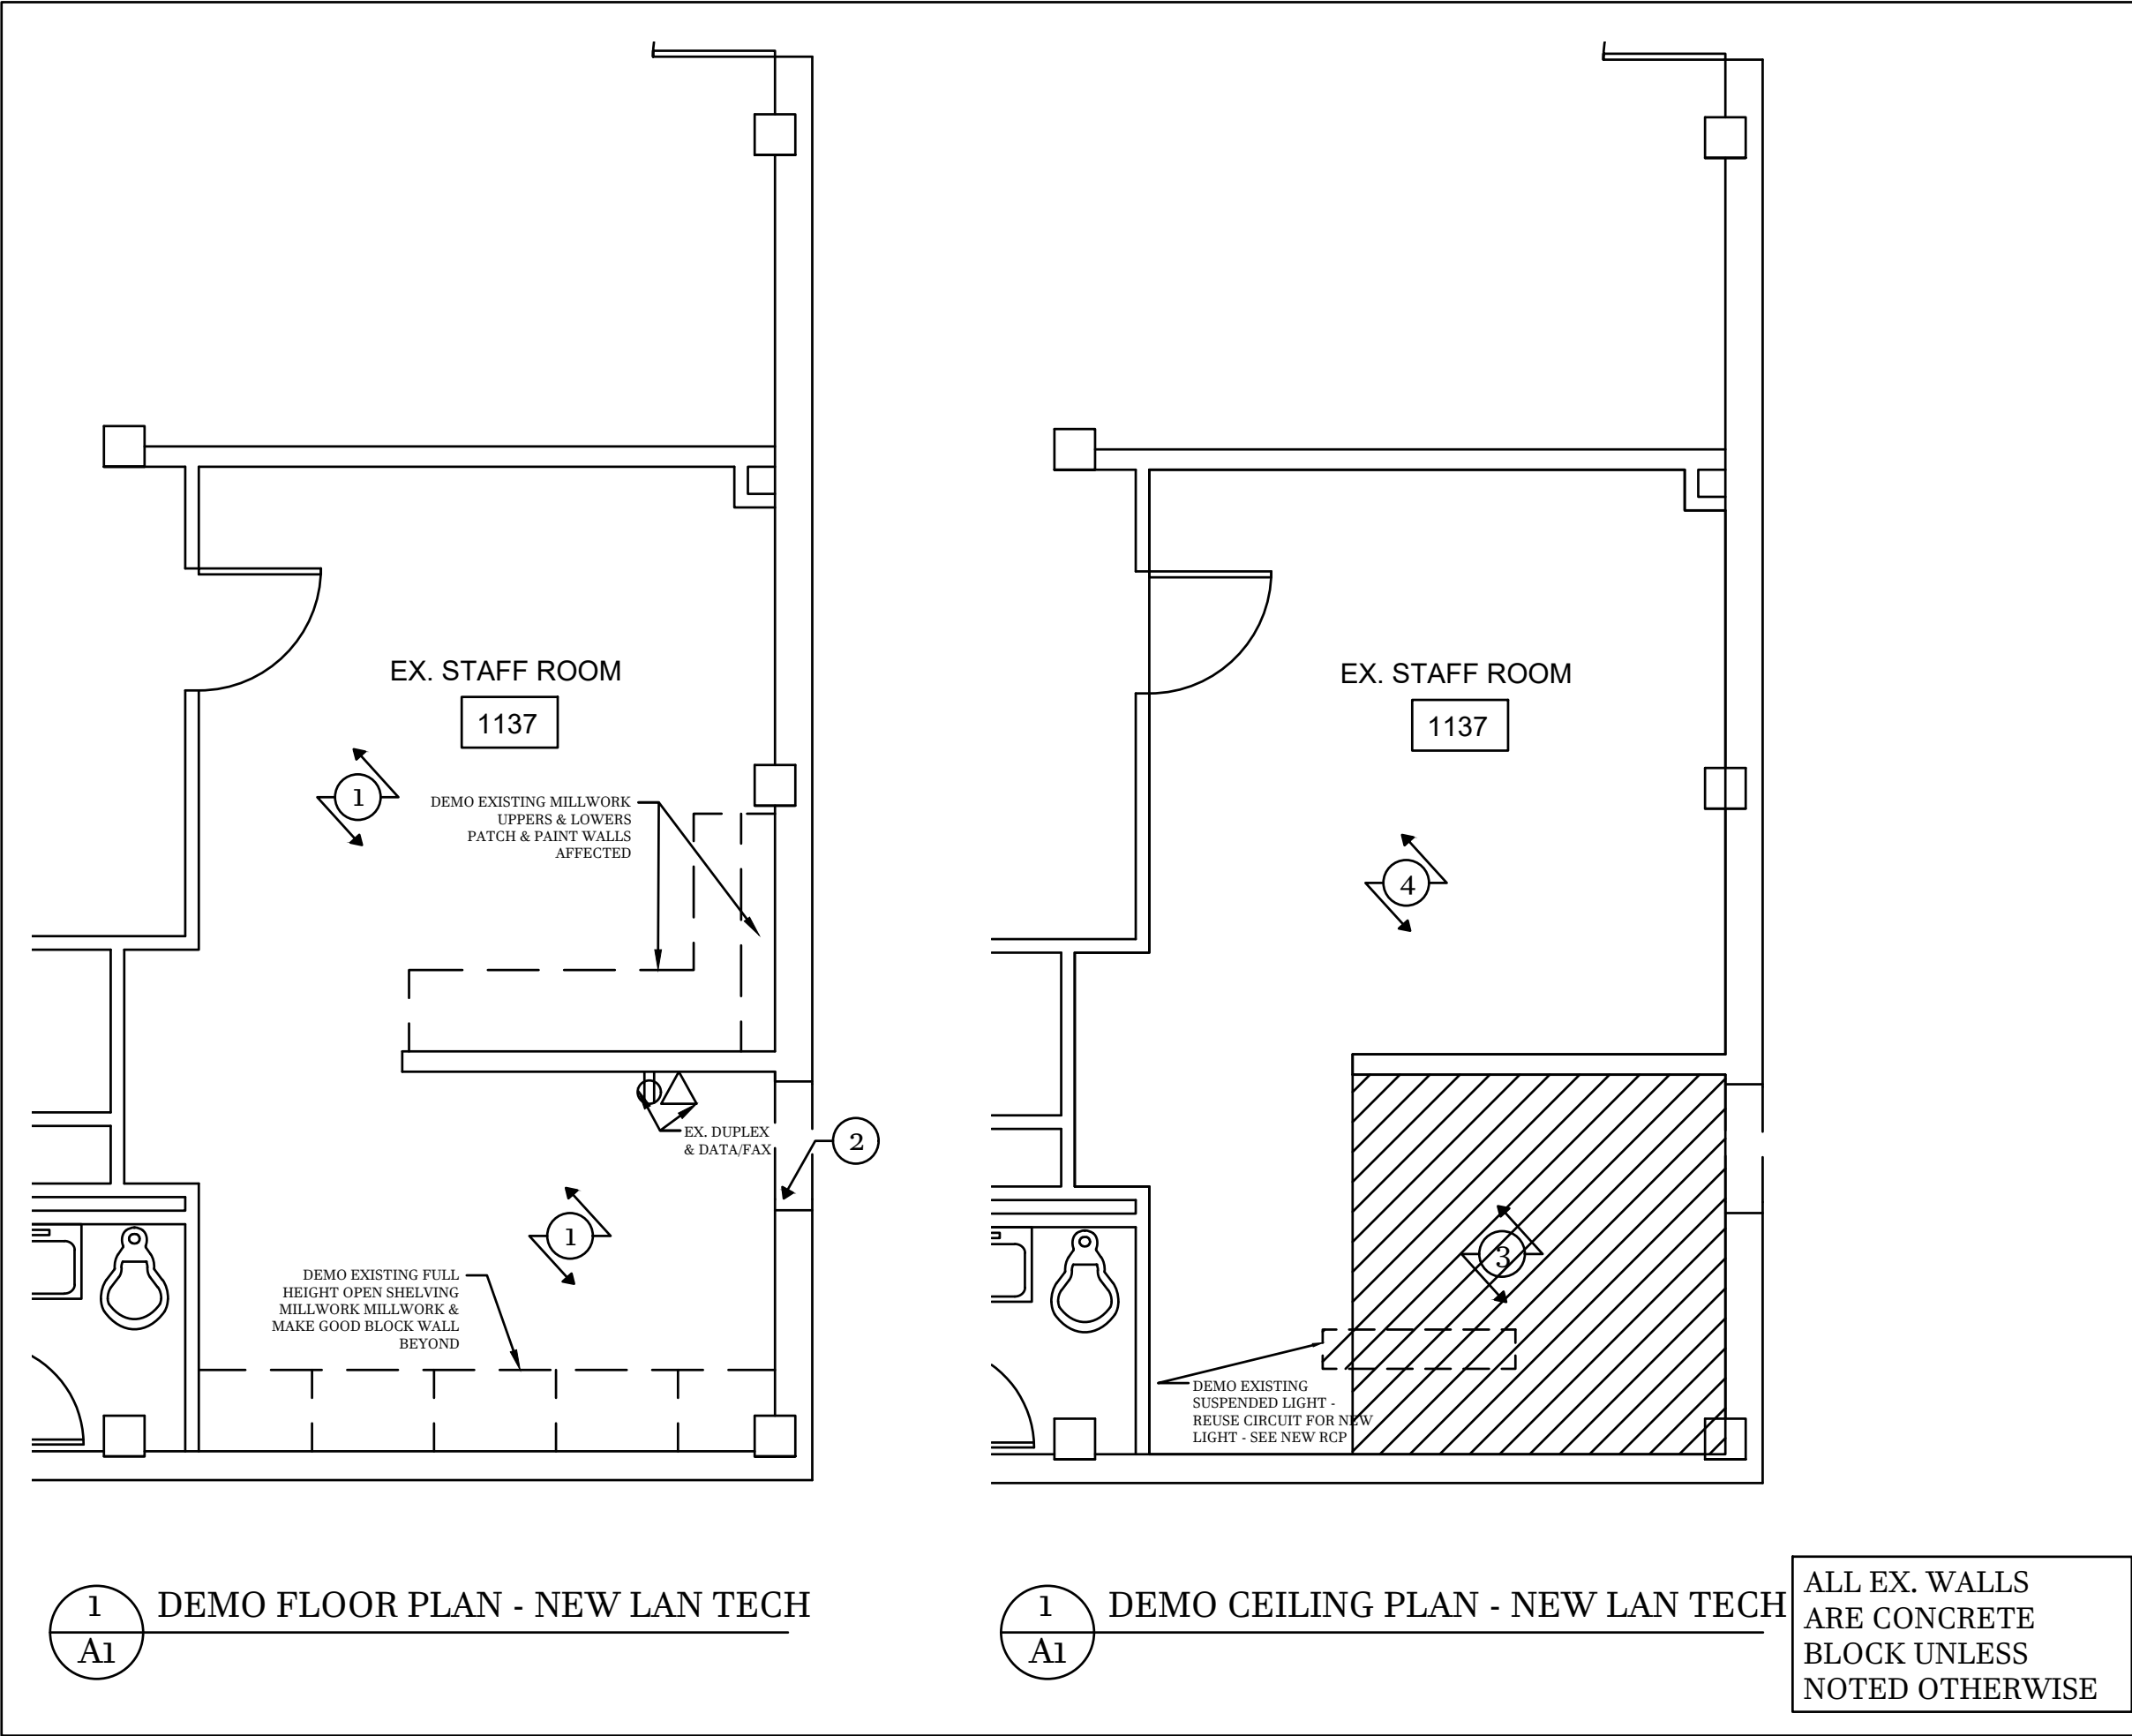 EX. STAFF ROOM
1137
1
DEMO EXISTING MILLWORK
UPPERS & LOWERS
PATCH & PAINT WALLS
AFFECTED
EX. DUPLEX
& DATA/FAX
2
1
DEMO EXISTING FULL
HEIGHT OPEN SHELVING
MILLWORK MILLWORK &
MAKE GOOD BLOCK WALL
BEYOND
1
A1
DEMO FLOOR PLAN - NEW LAN TECH
EX. STAFF ROOM
1137
4
3
DEMO EXISTING
SUSPENDED LIGHT -
REUSE CIRCUIT FOR NEW
LIGHT - SEE NEW RCP
1
A1
DEMO CEILING PLAN - NEW LAN TECH
ALL EX. WALLS
ARE CONCRETE
BLOCK UNLESS
NOTED OTHERWISE